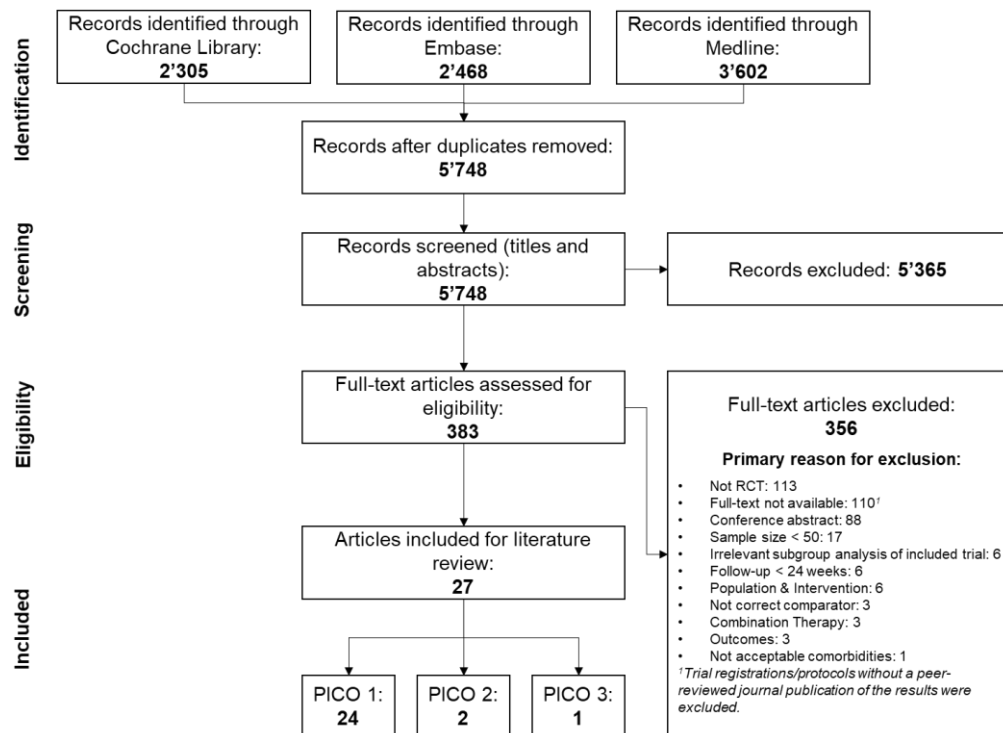 Identification
Records identified through
Cochrane Library:
2’305
Records identified through
Embase:
2’468
Records identified through
Medline:
3’602
Records after duplicates removed:
5’748
Screening
Records screened (titles and
abstracts):
5’748
Records excluded: 5’365
Eligibility
Full-text articles assessed for
eligibility:
383
Full-text articles excluded:
356
Primary reason for exclusion:
• Not RCT: 113
• Full-text not available: 110†
• Conference abstract: 88
• Sample size < 50: 17
• Irrelevant subgroup analysis of included trial: 6
• Follow-up < 24 weeks: 6
• Population & Intervention: 6
• Not correct comparator: 3
• Combination Therapy: 3
• Outcomes: 3
• Not acceptable comorbidities: 1
†Trial registrations/protocols without a peer-
reviewed journal publication of the results were
excluded.
Included
Articles included for literature
review:
27
PICO 1:
24
PICO 2:
2
PICO 3:
1